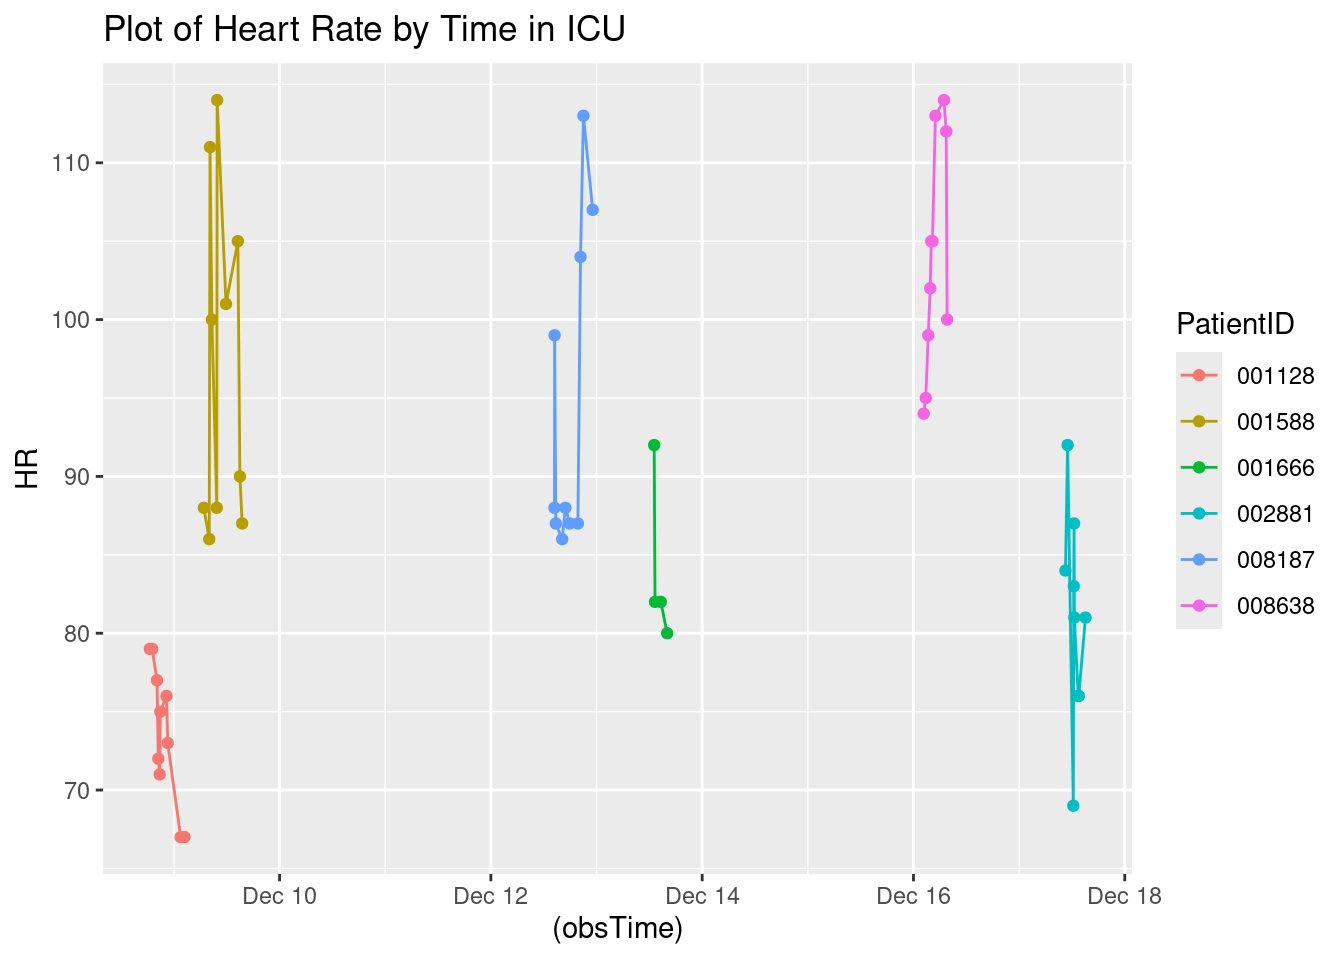 Plot of Heart Rate by Time in ICU
110
100
90
80
70
HR
Dec 10
Dec 12
Dec 14
Dec 16
Dec 18
(obsTime)
PatientID
001128
001588
001666
002881
008187
008638